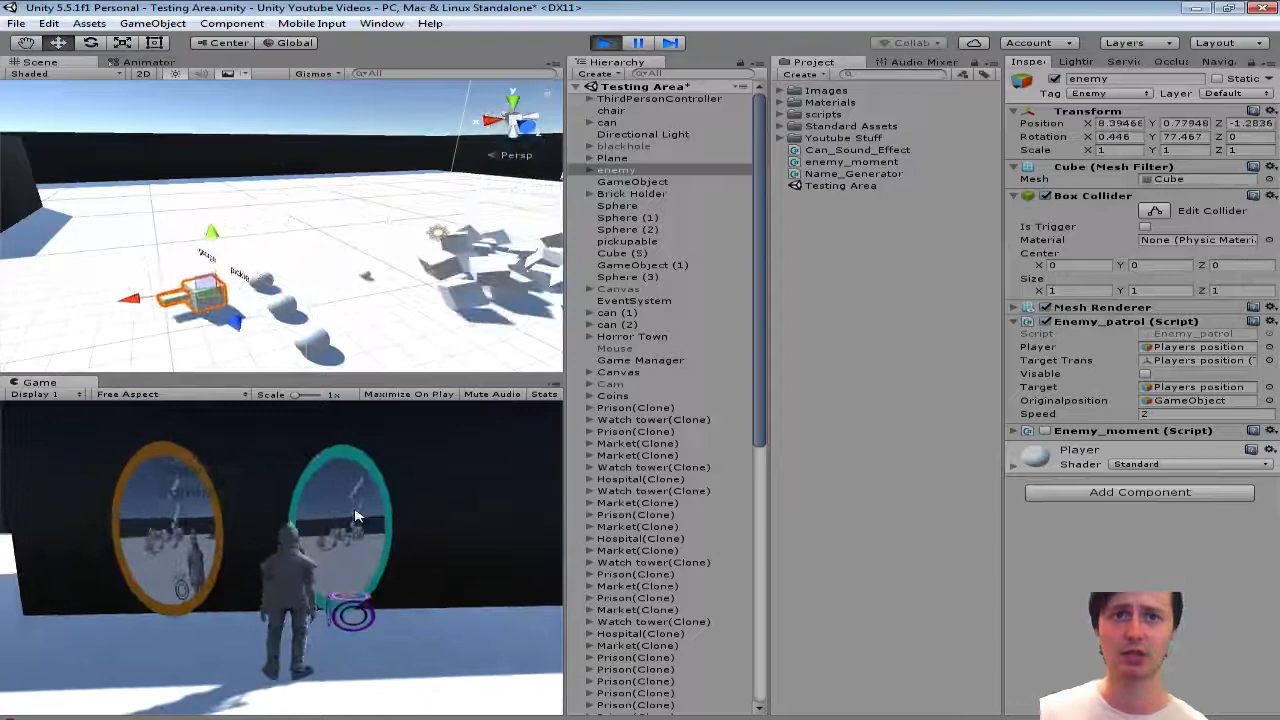 Unity 5.5.1f1 Personal - Testing Area.unity - Unity Youtube Videos - PC, Mac & Linux Standalone* <DX11>
File Edit Assets GameObject Component Mobile Input Window Help
Center Global Collab Account Layers Layout
Scene Animator
Shaded 2D Gizmos All
Persp
y
x
Game
Display 1 Free Aspect Scale 1x Maximize On Play Mute Audio Stats
Hierarchy
Create All
Testing Area*
ThirdPersonController
chair
can
Directional Light
blackhole
Plane
enemy
GameObject
Brick Holder
Sphere
Sphere (1)
Sphere (2)
pickupable
Cube (5)
GameObject (1)
Sphere (3)
Canvas
EventSystem
can (1)
can (2)
Horror Town
Mouse
Game Manager
Canvas
Cam
Coins
Prison(Clone)
Watch tower(Clone)
Prison(Clone)
Market(Clone)
Market(Clone)
Watch tower(Clone)
Hospital(Clone)
Watch tower(Clone)
Market(Clone)
Prison(Clone)
Market(Clone)
Hospital(Clone)
Market(Clone)
Watch tower(Clone)
Prison(Clone)
Market(Clone)
Prison(Clone)
Market(Clone)
Watch tower(Clone)
Hospital(Clone)
Market(Clone)
Prison(Clone)
Prison(Clone)
Prison(Clone)
Prison(Clone)
Project Audio Mixer
Create
Images
Materials
scripts
Standard Assets
Youtube Stuff
Can_Sound_Effect
enemy_moment
Name_Generator
Testing Area
Inspe Lightir Servic Occlus Navig
enemy Static
Tag Enemy Layer Default
Transform
Position X 8.39468 Y 0.77948 Z -1.2836
Rotation X 0.446 Y 77.467 Z 0
Scale X 1 Y 1 Z 1
Cube (Mesh Filter)
Mesh Cube
Box Collider
Edit Collider
Is Trigger
Material None (Physic Materi
Center
X 0 Y 0 Z 0
Size
X 1 Y 1 Z 1
Mesh Renderer
Enemy_patrol (Script)
Script Enemy_patrol
Player Players position
Target Trans Players position (
Visable
Target Players position
Originalposition GameObject
Speed 2
Enemy_moment (Script)
Player
Shader Standard
Add Component